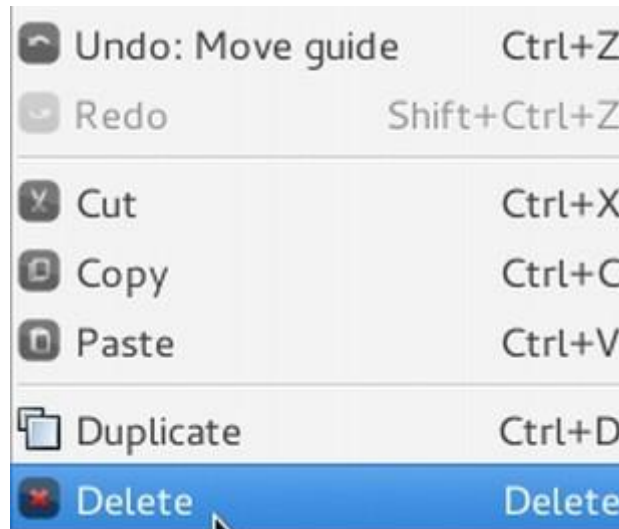 Undo: Move guide Ctrl+Z
Redo Shift+Ctrl+Z
Cut Ctrl+X
Copy Ctrl+C
Paste Ctrl+V
Duplicate Ctrl+D
Delete Delete